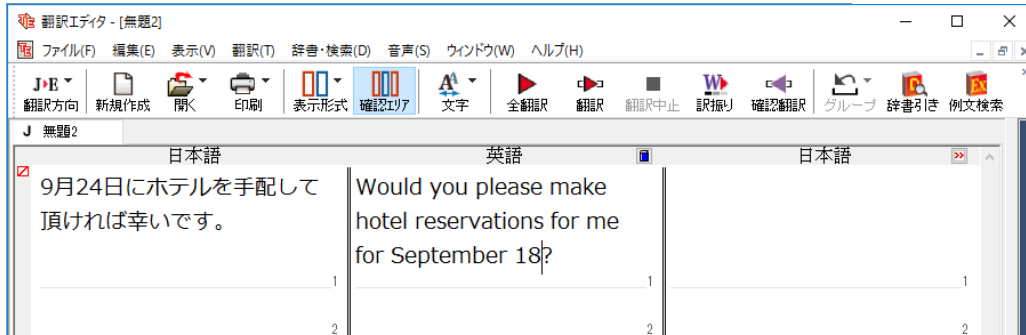 翻訳エディタ - [無題2]
ファイル(F) 編集(E) 表示(V) 翻訳(T) 辞書・検索(D) 音声(S) ウィンドウ(W) ヘルプ(H)
J E
翻訳方向 新規作成 開く 印刷 表示形式 確認エリア 文字 全翻訳 翻訳 翻訳中止 訳振り 確認翻訳 グループ 辞書引き 例文検索
J 無題2
日本語 英語 日本語
9月24日にホテルを手配して
頂ければ幸いです。
Would you please make
hotel reservations for me
for September 18?
1 1 1
2 2 2